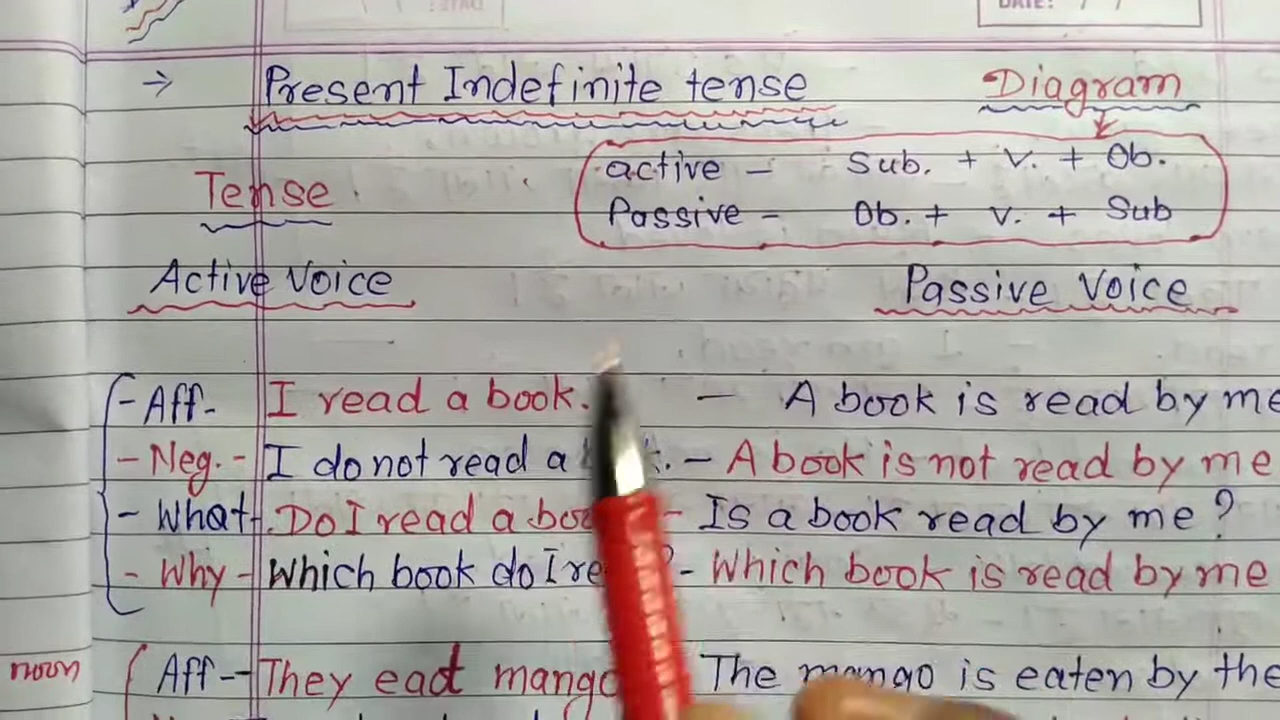 DATE: / /
→ Present Indefinite tense
Diagram
active – Sub. + V. + Ob.
Tense
Passive – Ob. + V. + Sub
Active Voice
Passive Voice
- Aff- I read a book. – A book is read by me
- Neg. - I do not read a – A book is not read by me
- What - Do I read a - Is a book read by me ?
- Why - Which book do I ? - Which book is read by me
Aff - They eat mango The mango is eaten by the
noun